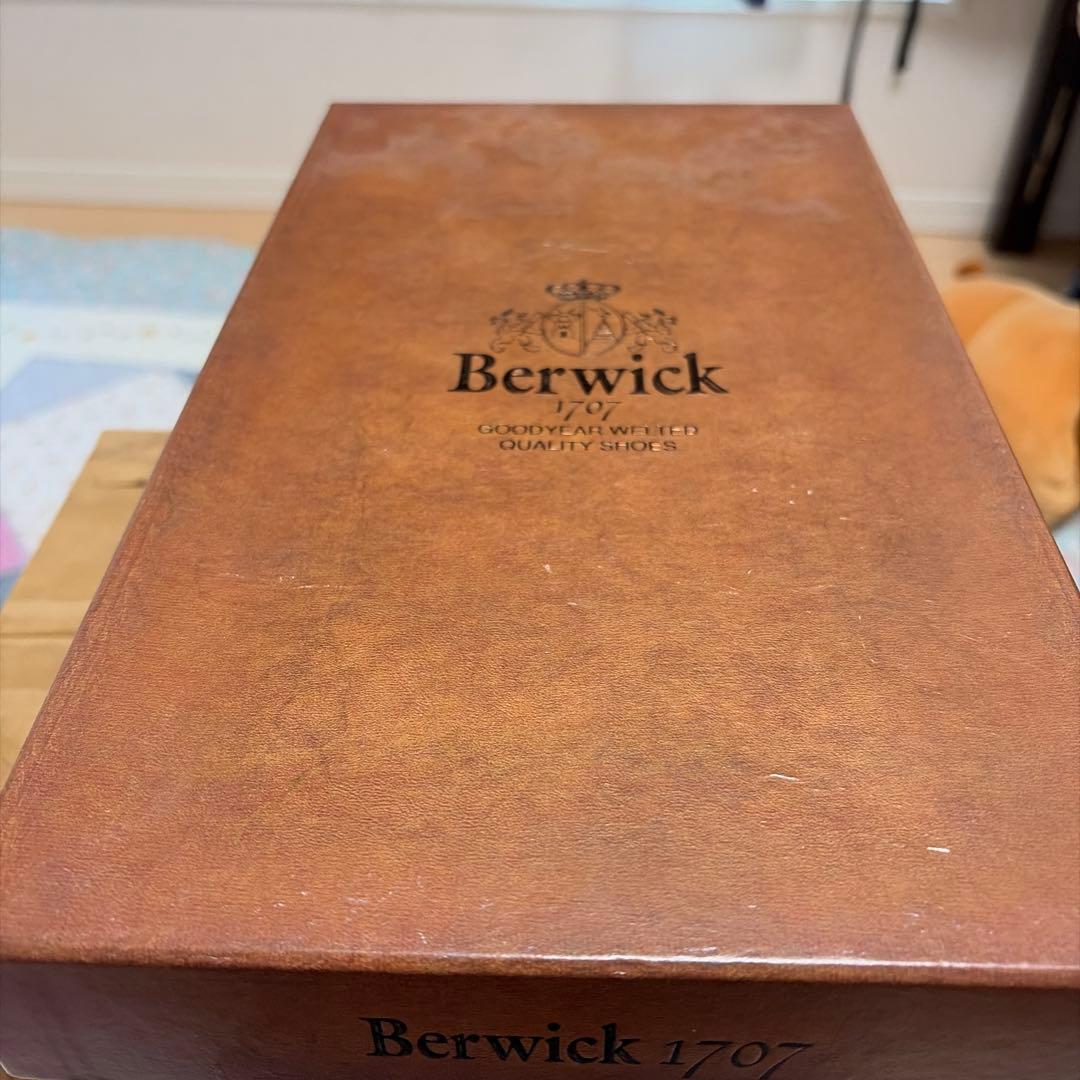 Berwick
1707
GOODYEAR WELTED
QUALITY SHOES
Berwick 1707